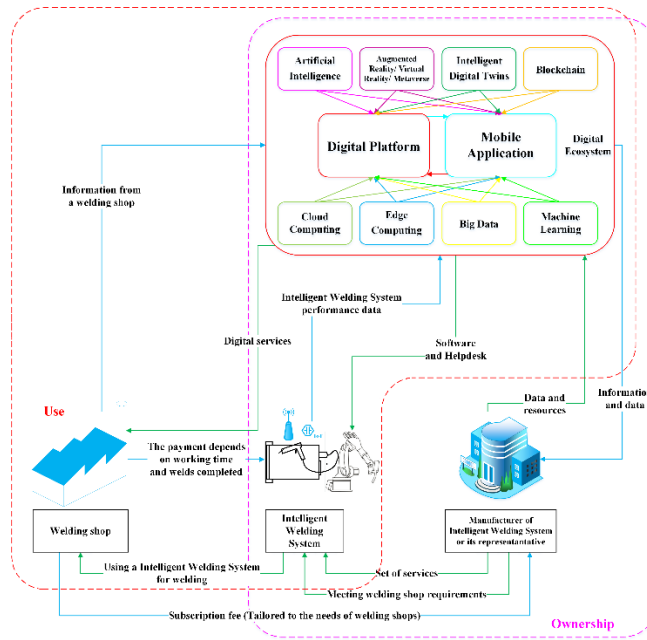 Artificial
Intelligence
Augmented
Reality/ Virtual
Reality/ Metaverse
Intelligent
Digital Twins
Blockchain
Digital Platform
Mobile
Application
Digital
Ecosystem
Cloud
Computing
Edge
Computing
Big Data
Machine
Learning
Information from
a welding shop
Intelligent Welding System
performance data
Digital services
Software
and Helpdesk
Data and
resources
Information
and data
Use
The payment depends
on working time
and welds completed
Welding shop
Intelligent
Welding
System
Manufacturer of
Intelligent Welding System
or its representantative
Using a Intelligent Welding System
for welding
Set of services
Meeting welding shop requirements
Subscription fee (Tailored to the needs of welding shops)
Ownership